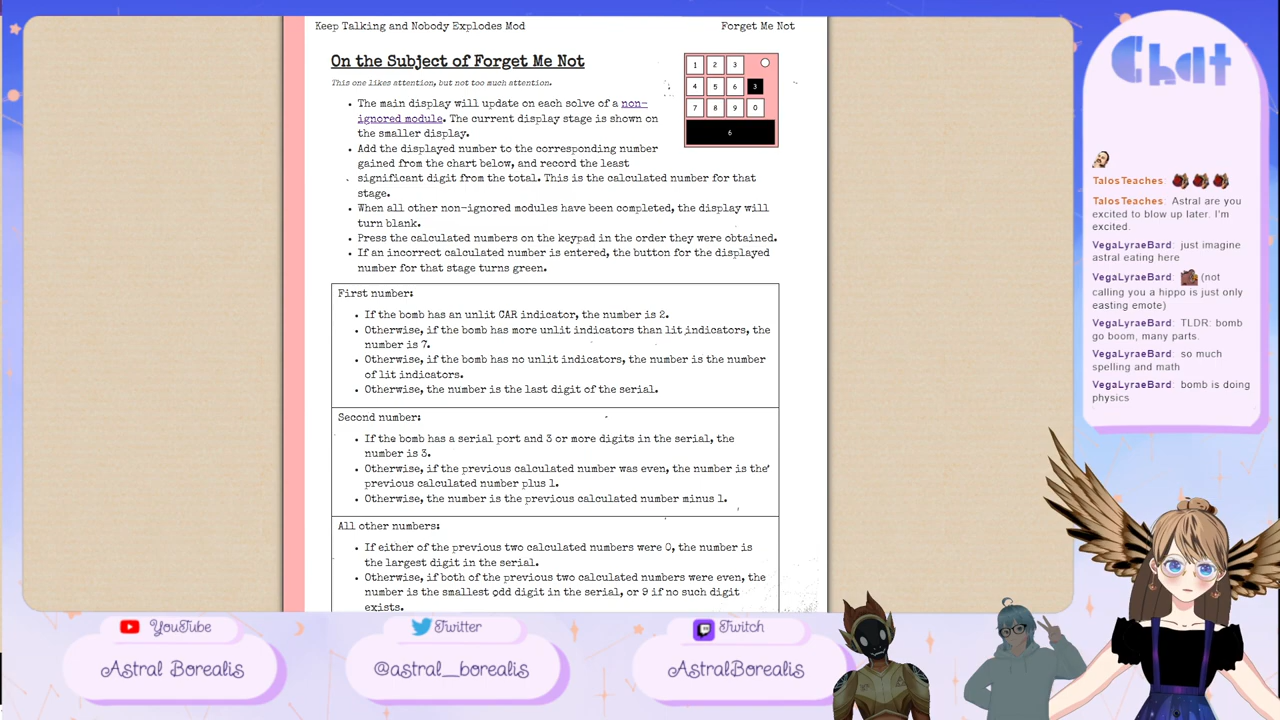 Keep Talking and Nobody Explodes Mod
Forget Me Not
On the Subject of Forget Me Not
This one likes attention, but not too much attention.
• The main display will update on each solve of a non-
ignored module. The current display stage is shown on
the smaller display.
• Add the displayed number to the corresponding number
gained from the chart below, and record the least
significant digit from the total. This is the calculated number for that
stage.
• When all other non-ignored modules have been completed, the display will
turn blank.
• Press the calculated numbers on the keypad in the order they were obtained.
• If an incorrect calculated number is entered, the button for the displayed
number for that stage turns green.
1 2 3
4 5 6 3
7 8 9 0
6
First number:
• If the bomb has an unlit CAR indicator, the number is 2.
• Otherwise, if the bomb has more unlit indicators than lit indicators, the
number is 7.
• Otherwise, if the bomb has no unlit indicators, the number is the number
of lit indicators.
• Otherwise, the number is the last digit of the serial.
Second number:
• If the bomb has a serial port and 3 or more digits in the serial, the
number is 3.
• Otherwise, if the previous calculated number was even, the number is the
previous calculated number plus 1.
• Otherwise, the number is the previous calculated number minus 1.
All other numbers:
• If either of the previous two calculated numbers were 0, the number is
the largest digit in the serial.
• Otherwise, if both of the previous two calculated numbers were even, the
number is the smallest odd digit in the serial, or 9 if no such digit
exists.
Chat
TalosTeaches:
TalosTeaches: Astral are you
excited to blow up later. I'm
excited.
VegaLyraeBard: just imagine
astral eating here
VegaLyraeBard: (not
calling you a hippo is just only
easting emote)
VegaLyraeBard: TLDR: bomb
go boom, many parts.
VegaLyraeBard: so much
spelling and math
VegaLyraeBard: bomb is doing
physics
YouTube
Astral Borealis
Twitter
@astral__borealis
Twitch
AstralBorealis